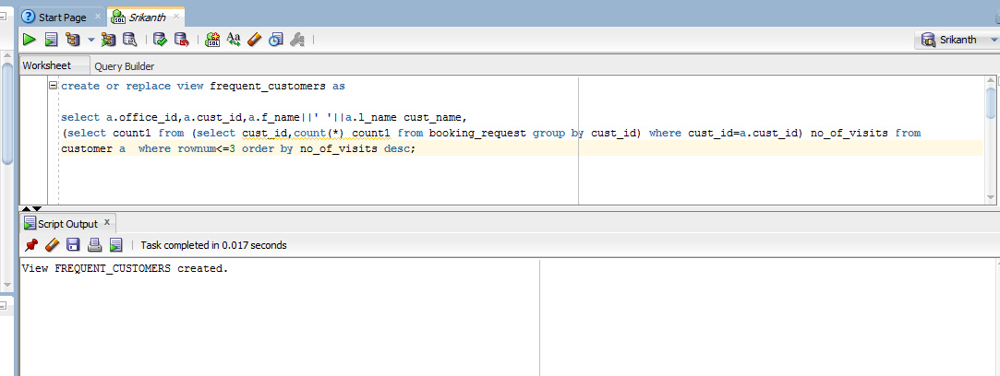 Start Page
Srikanth
Srikanth
Worksheet
Query Builder
create or replace view frequent_customers as
select a.office_id,a.cust_id,a.f_name||' '||a.l_name cust_name,
(select count1 from (select cust_id,count(*) count1 from booking_request group by cust_id) where cust_id=a.cust_id) no_of_visits from
customer a  where rownum<=3 order by no_of_visits desc;
Script Output
Task completed in 0.017 seconds
View FREQUENT_CUSTOMERS created.